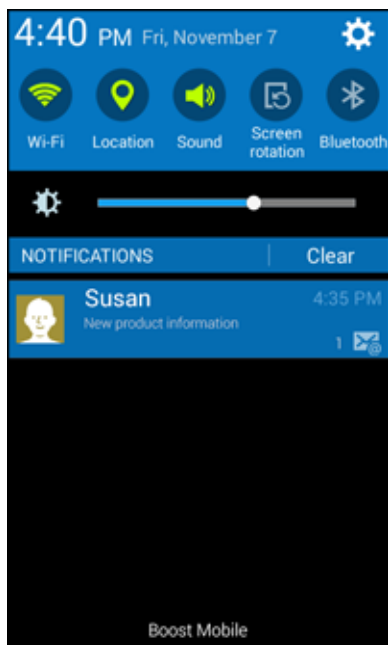 4:40 PM Fri, November 7
Wi-Fi Location Sound Screen rotation Bluetooth
NOTIFICATIONS Clear
Susan 4:35 PM
New product information
1
Boost Mobile